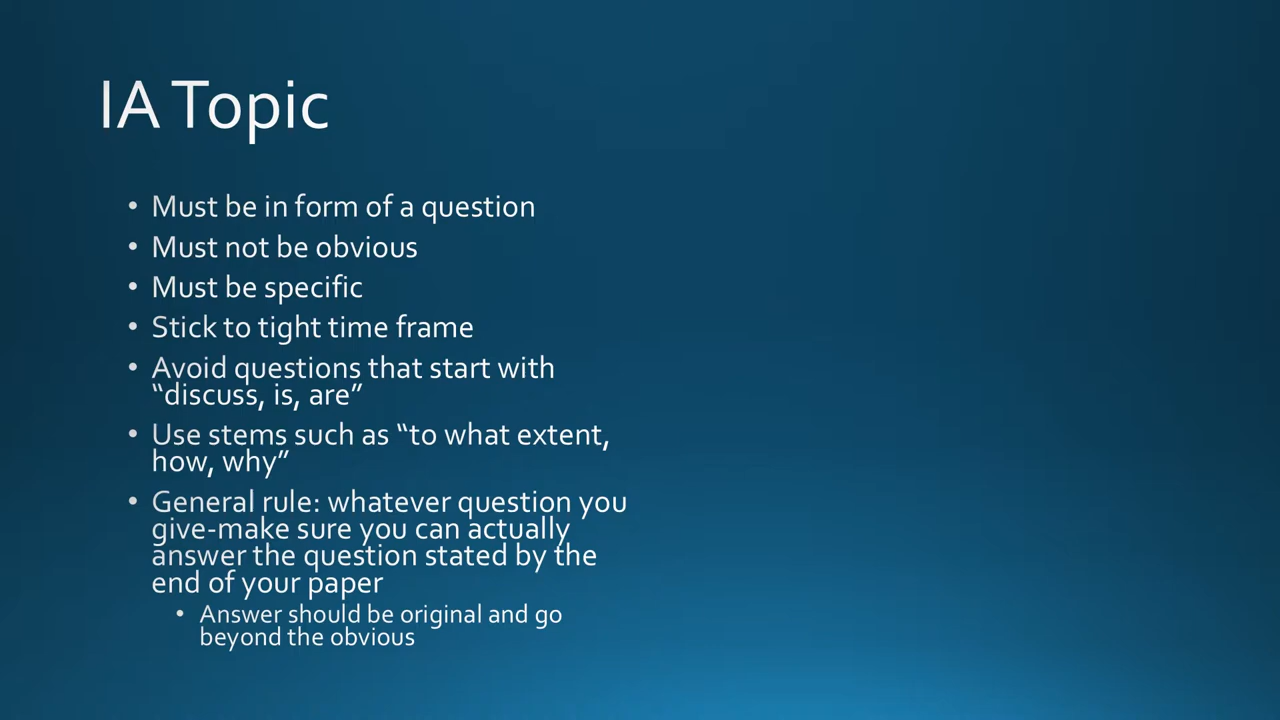 IA Topic
• Must be in form of a question
• Must not be obvious
• Must be specific
• Stick to tight time frame
• Avoid questions that start with
“discuss, is, are”
• Use stems such as “to what extent,
how, why”
• General rule: whatever question you
give-make sure you can actually
answer the question stated by the
end of your paper
• Answer should be original and go
beyond the obvious